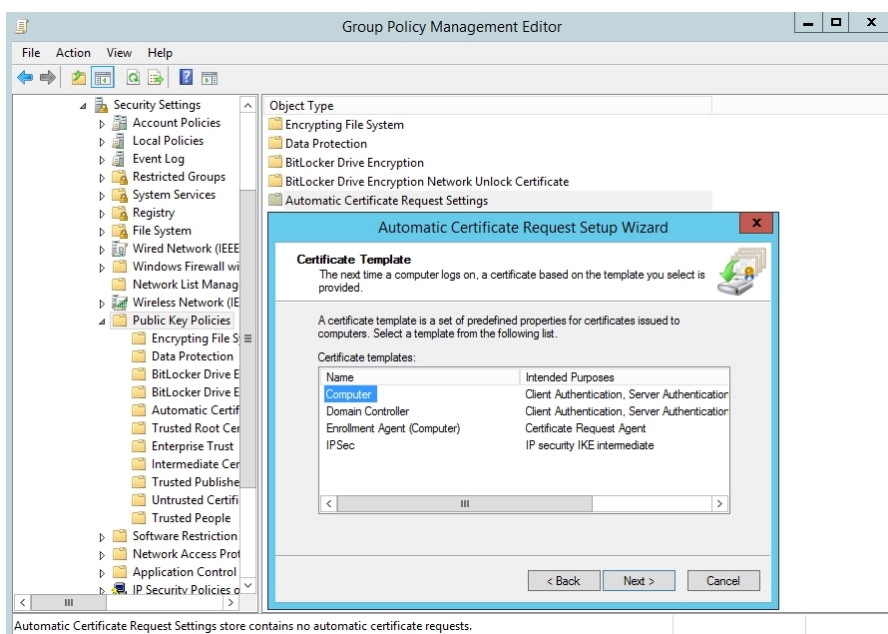 Group Policy Management Editor
File Action View Help
Security Settings
Account Policies
Local Policies
Event Log
Restricted Groups
System Services
Registry
File System
Wired Network (IEEE
Windows Firewall wi
Network List Manag
Wireless Network (IE
Public Key Policies
Encrypting File S
Data Protection
BitLocker Drive E
BitLocker Drive E
Automatic Certif
Trusted Root Cer
Enterprise Trust
Intermediate Cer
Trusted Publishe
Untrusted Certifi
Trusted People
Software Restriction
Network Access Prot
Application Control
IP Security Policies o
Object Type
Encrypting File System
Data Protection
BitLocker Drive Encryption
BitLocker Drive Encryption Network Unlock Certificate
Automatic Certificate Request Settings
Automatic Certificate Request Setup Wizard
Certificate Template
The next time a computer logs on, a certificate based on the template you select is
provided.
A certificate template is a set of predefined properties for certificates issued to
computers. Select a template from the following list.
Certificate templates:
Name Intended Purposes
Computer Client Authentication, Server Authentication
Domain Controller Client Authentication, Server Authentication
Enrollment Agent (Computer) Certificate Request Agent
IPSec IP security IKE intermediate
< Back Next > Cancel
Automatic Certificate Request Settings store contains no automatic certificate requests.